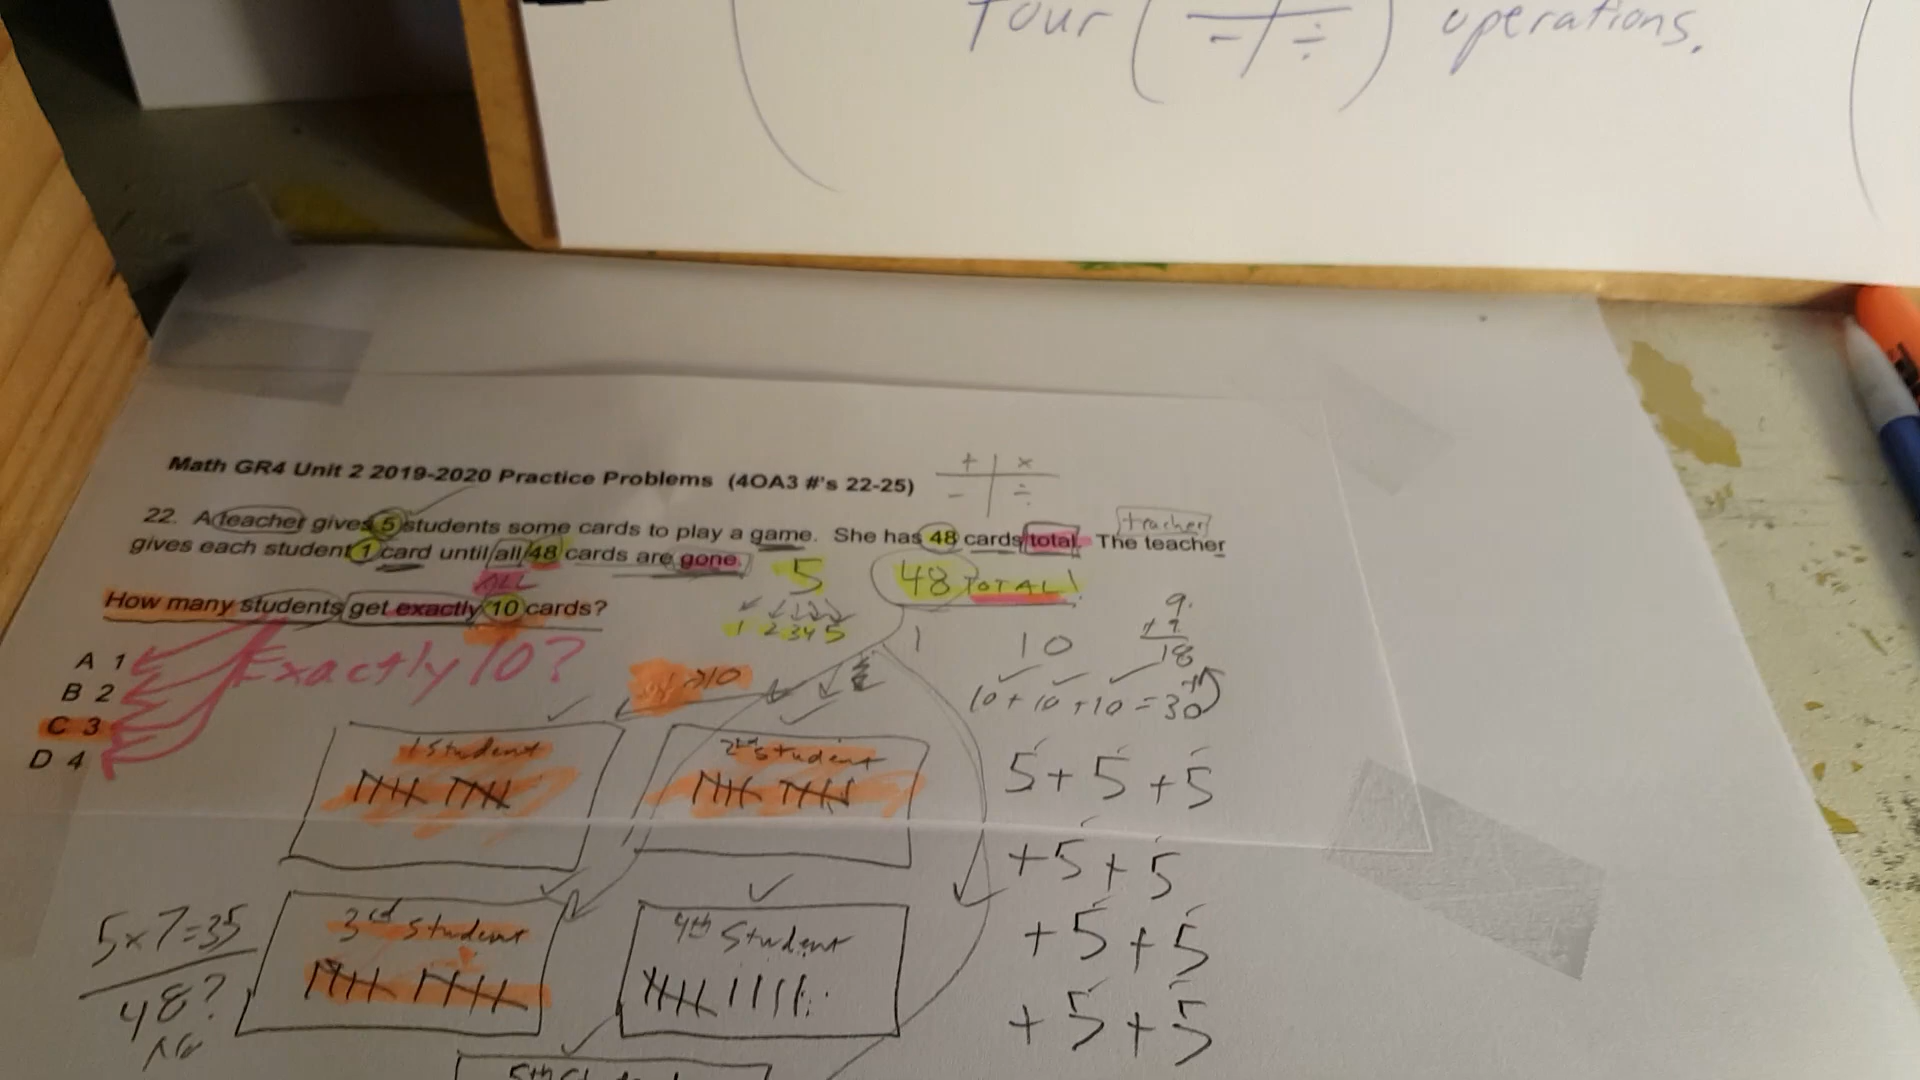 Four ( - ÷ ) operations.
Math GR4 Unit 2 2019-2020 Practice Problems (4OA3 #'s 22-25)
+ ×
- ÷
22. A teacher gives 5 students some cards to play a game. She has 48 cards total. The teacher
teacher
gives each student 1 card until all 48 cards are gone.
ALL
5
48 TOTAL!
How many students get exactly 10 cards?
1 2 3 4 5
Exactly 10?
A 1
B 2
C 3
D 4
1
10
9
+ 9
18
10 + 10 + 10 = 30
1 Student
2nd Student
3rd Student
4th Student
5 + 5 + 5
+ 5 + 5
+ 5 + 5
+ 5 + 5
5 x 7 = 35
48?